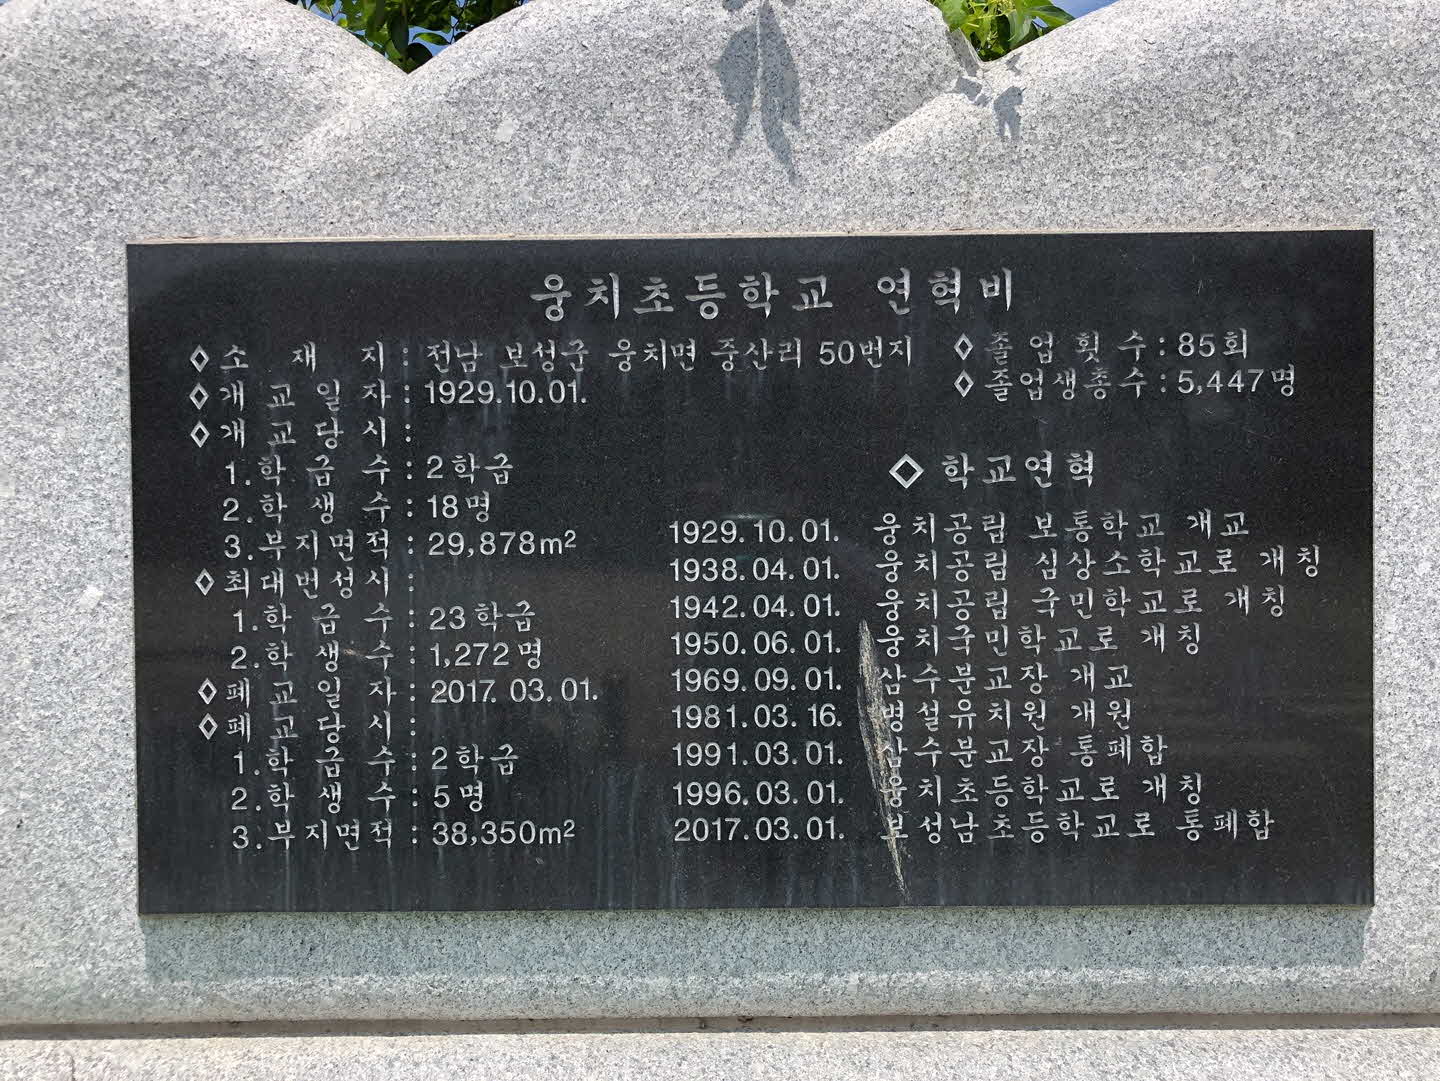 웅치초등학교 연혁비
◇소 재 지 : 전남 보성군 웅치면 중산리 50번지
◇개 교 일 자 : 1929.10.01.
◇개 교 당 시 :
1.학 급 수 : 2학급
2.학 생 수 : 18명
3.부지면적 : 29,878m²
◇최대번성시 :
1.학 급 수 : 23학급
2.학 생 수 : 1,272명
◇폐 교 일 자 : 2017. 03. 01.
◇폐 교 당 시 :
1.학 급 수 : 2학급
2.학 생 수 : 5명
3.부지면적 : 38,350m²
◇졸 업 횟 수 : 85회
◇졸업생총수 : 5,447명
◇ 학교연혁
1929. 10. 01. 웅치공립 보통학교 개교
1938. 04. 01. 웅치공립 심상소학교로 개칭
1942. 04. 01. 웅치공립 국민학교로 개칭
1950. 06. 01. 웅치국민학교로 개칭
1969. 09. 01. 삼수분교장 개교
1981. 03. 16. 병설유치원 개원
1991. 03. 01. 삼수분교장 통폐합
1996. 03. 01. 웅치초등학교로 개칭
2017. 03. 01. 보성남초등학교로 통폐합